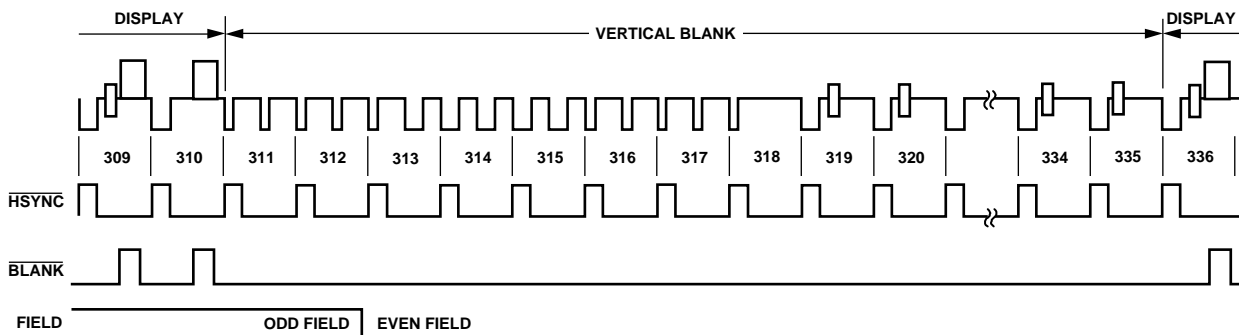 DISPLAY VERTICAL BLANK DISPLAY
309 310 311 312 313 314 315 316 317 318 319 320 334 335 336
HSYNC
BLANK
FIELD ODD FIELD EVEN FIELD